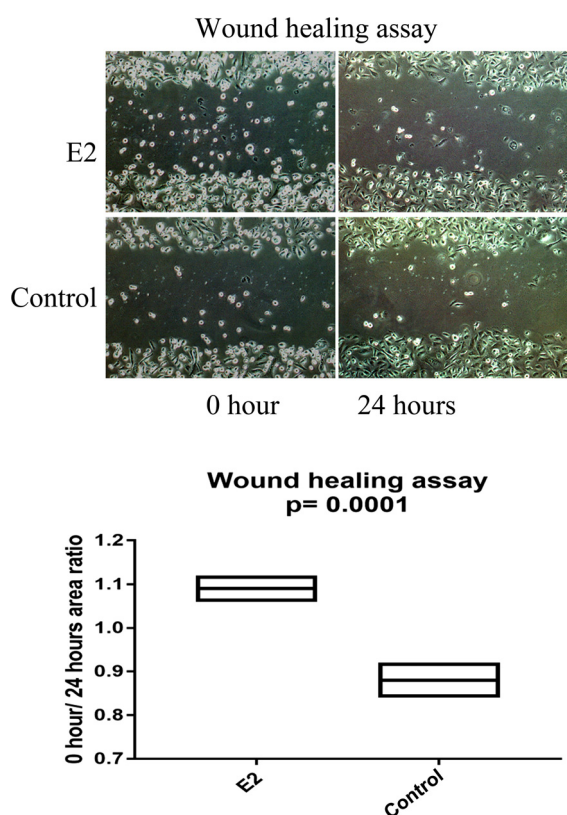 Wound healing assay
E2
Control
0 hour 24 hours
Wound healing assay
p= 0.0001
0 hour/ 24 hours area ratio
1.2
1.1
1.0
0.9
0.8
0.7
E2
Control